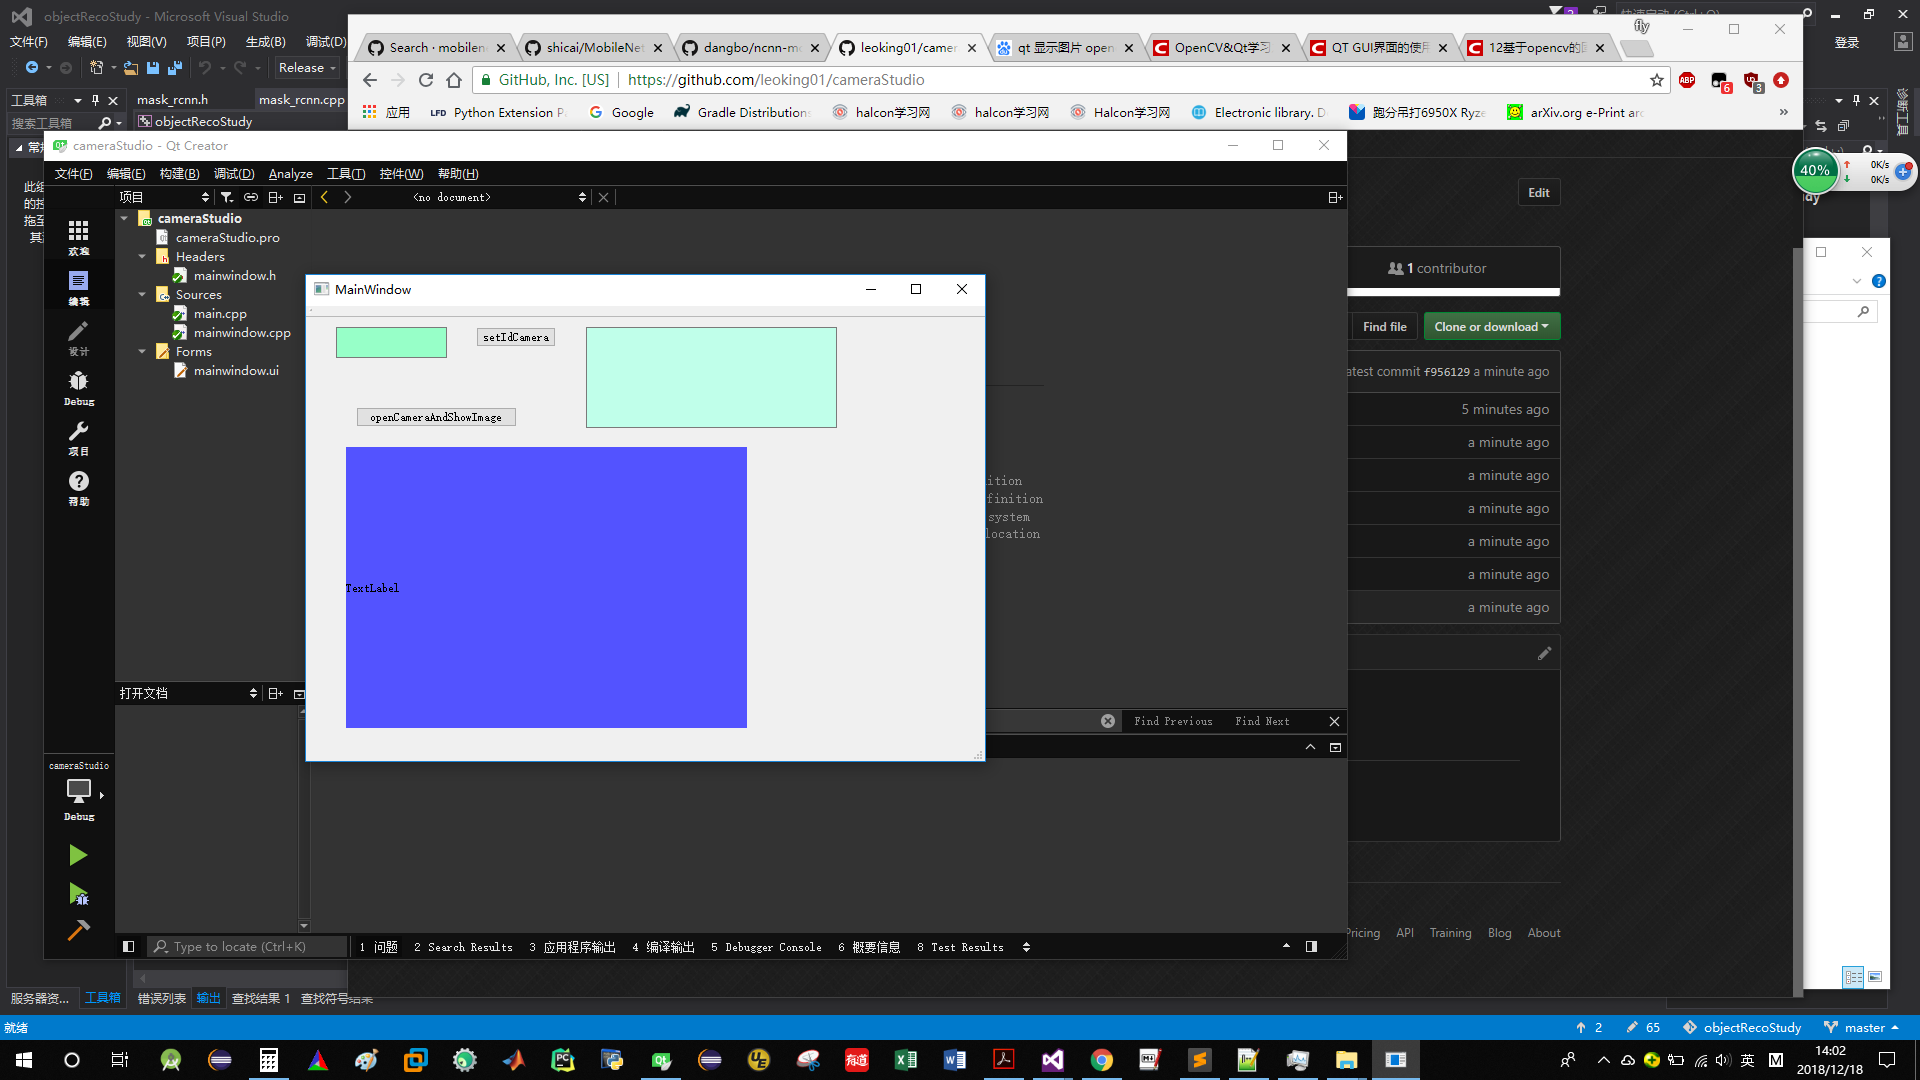 objectRecoStudy - Microsoft Visual Studio
文件(F) 编辑(E) 视图(V) 项目(P) 生成(B) 调试(D)
登录
Release
工具箱
mask_rcnn.h mask_rcnn.cpp
搜索工具箱
objectRecoStudy
fly
Search · mobilen shicai/MobileNet dangbo/ncnn-mo leoking01/camer qt 显示图片 open OpenCV&Qt学习 QT GUI界面的使用 12基于opencv的
GitHub, Inc. [US] https://github.com/leoking01/cameraStudio
ABP 6 3
应用 LFD Python Extension P Google Gradle Distribution halcon学习网 halcon学习网 Halcon学习网 Electronic library. D 跑分吊打6950X Ryze arXiv.org e-Print arc
诊断工具
cameraStudio - Qt Creator
文件(F) 编辑(E) 构建(B) 调试(D) Analyze 工具(T) 控件(W) 帮助(H)
项目 <no document>
40% 0K/s
0K/s
Edit
cameraStudio
cameraStudio.pro
Headers
mainwindow.h
Sources
main.cpp
mainwindow.cpp
Forms
mainwindow.ui
欢迎
编辑
设计
Debug
项目
帮助
MainWindow
setIdCamera
openCameraAndShowImage
TextLabel
1 contributor
Find file Clone or download
atest commit f956129 a minute ago
5 minutes ago
a minute ago
a minute ago
a minute ago
a minute ago
a minute ago
a minute ago
system
打开文档
Find Previous Find Next
cameraStudio
Debug
Pricing API Training Blog About
Type to locate (Ctrl+K) 1 问题 2 Search Results 3 应用程序输出 4 编译输出 5 Debugger Console 6 概要信息 8 Test Results
服务器资... 工具箱 错误列表 输出 查找结果 1 查找符号结果
就绪 2 65 objectRecoStudy master
有道 英 M 14:02
2018/12/18